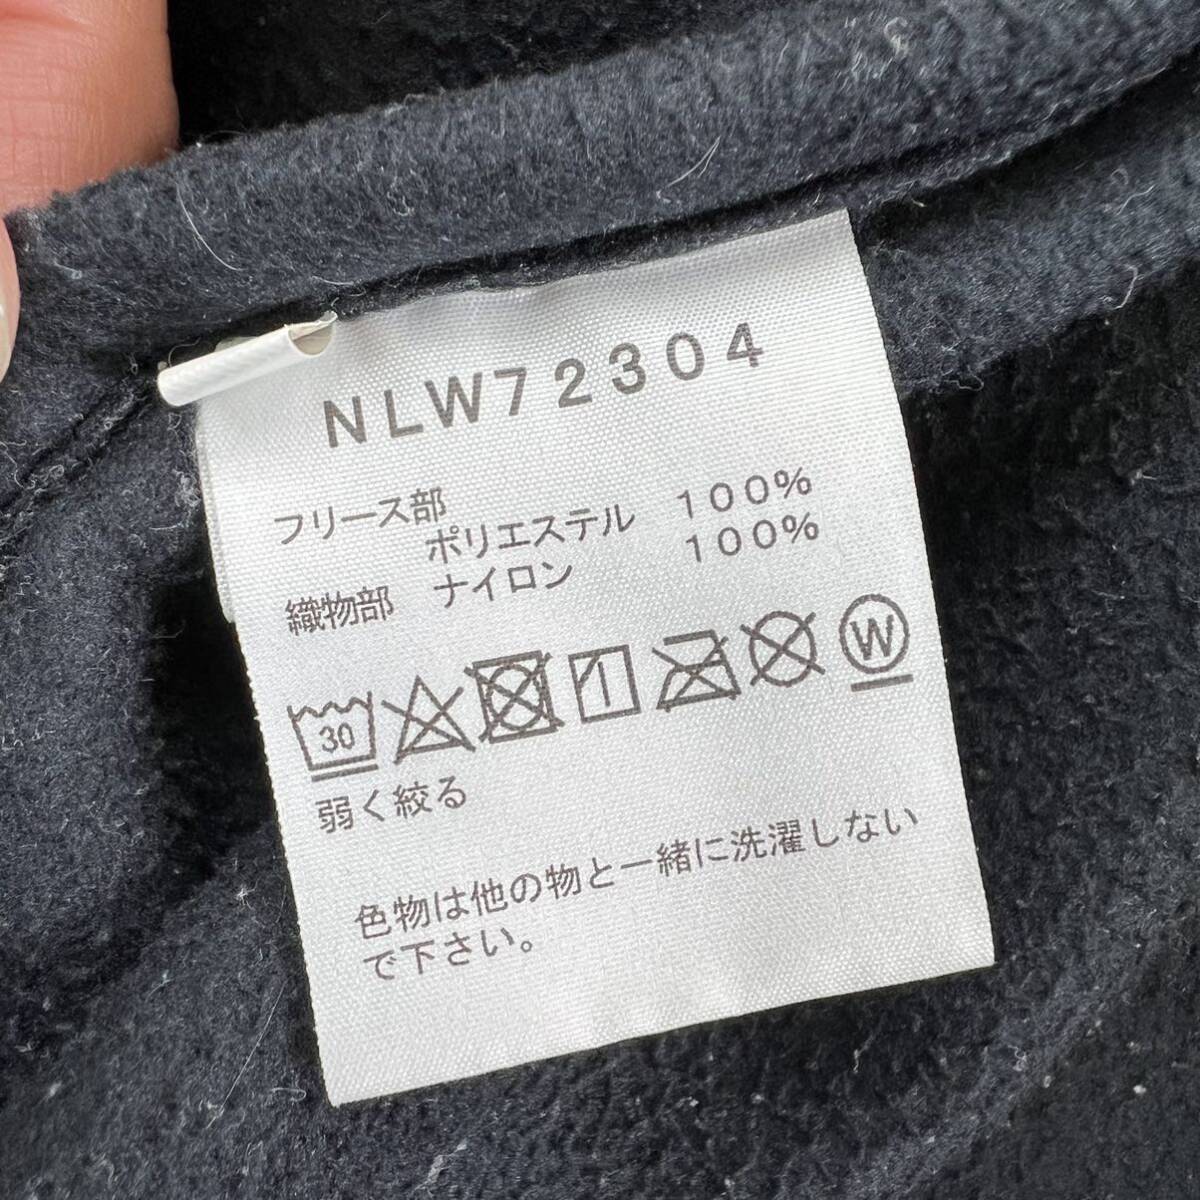 NLW72304
フリース部
ポリエステル 100%
織物部 ナイロン 100%
30
W
弱く絞る
色物は他の物と一緒に洗濯しない
で下さい。